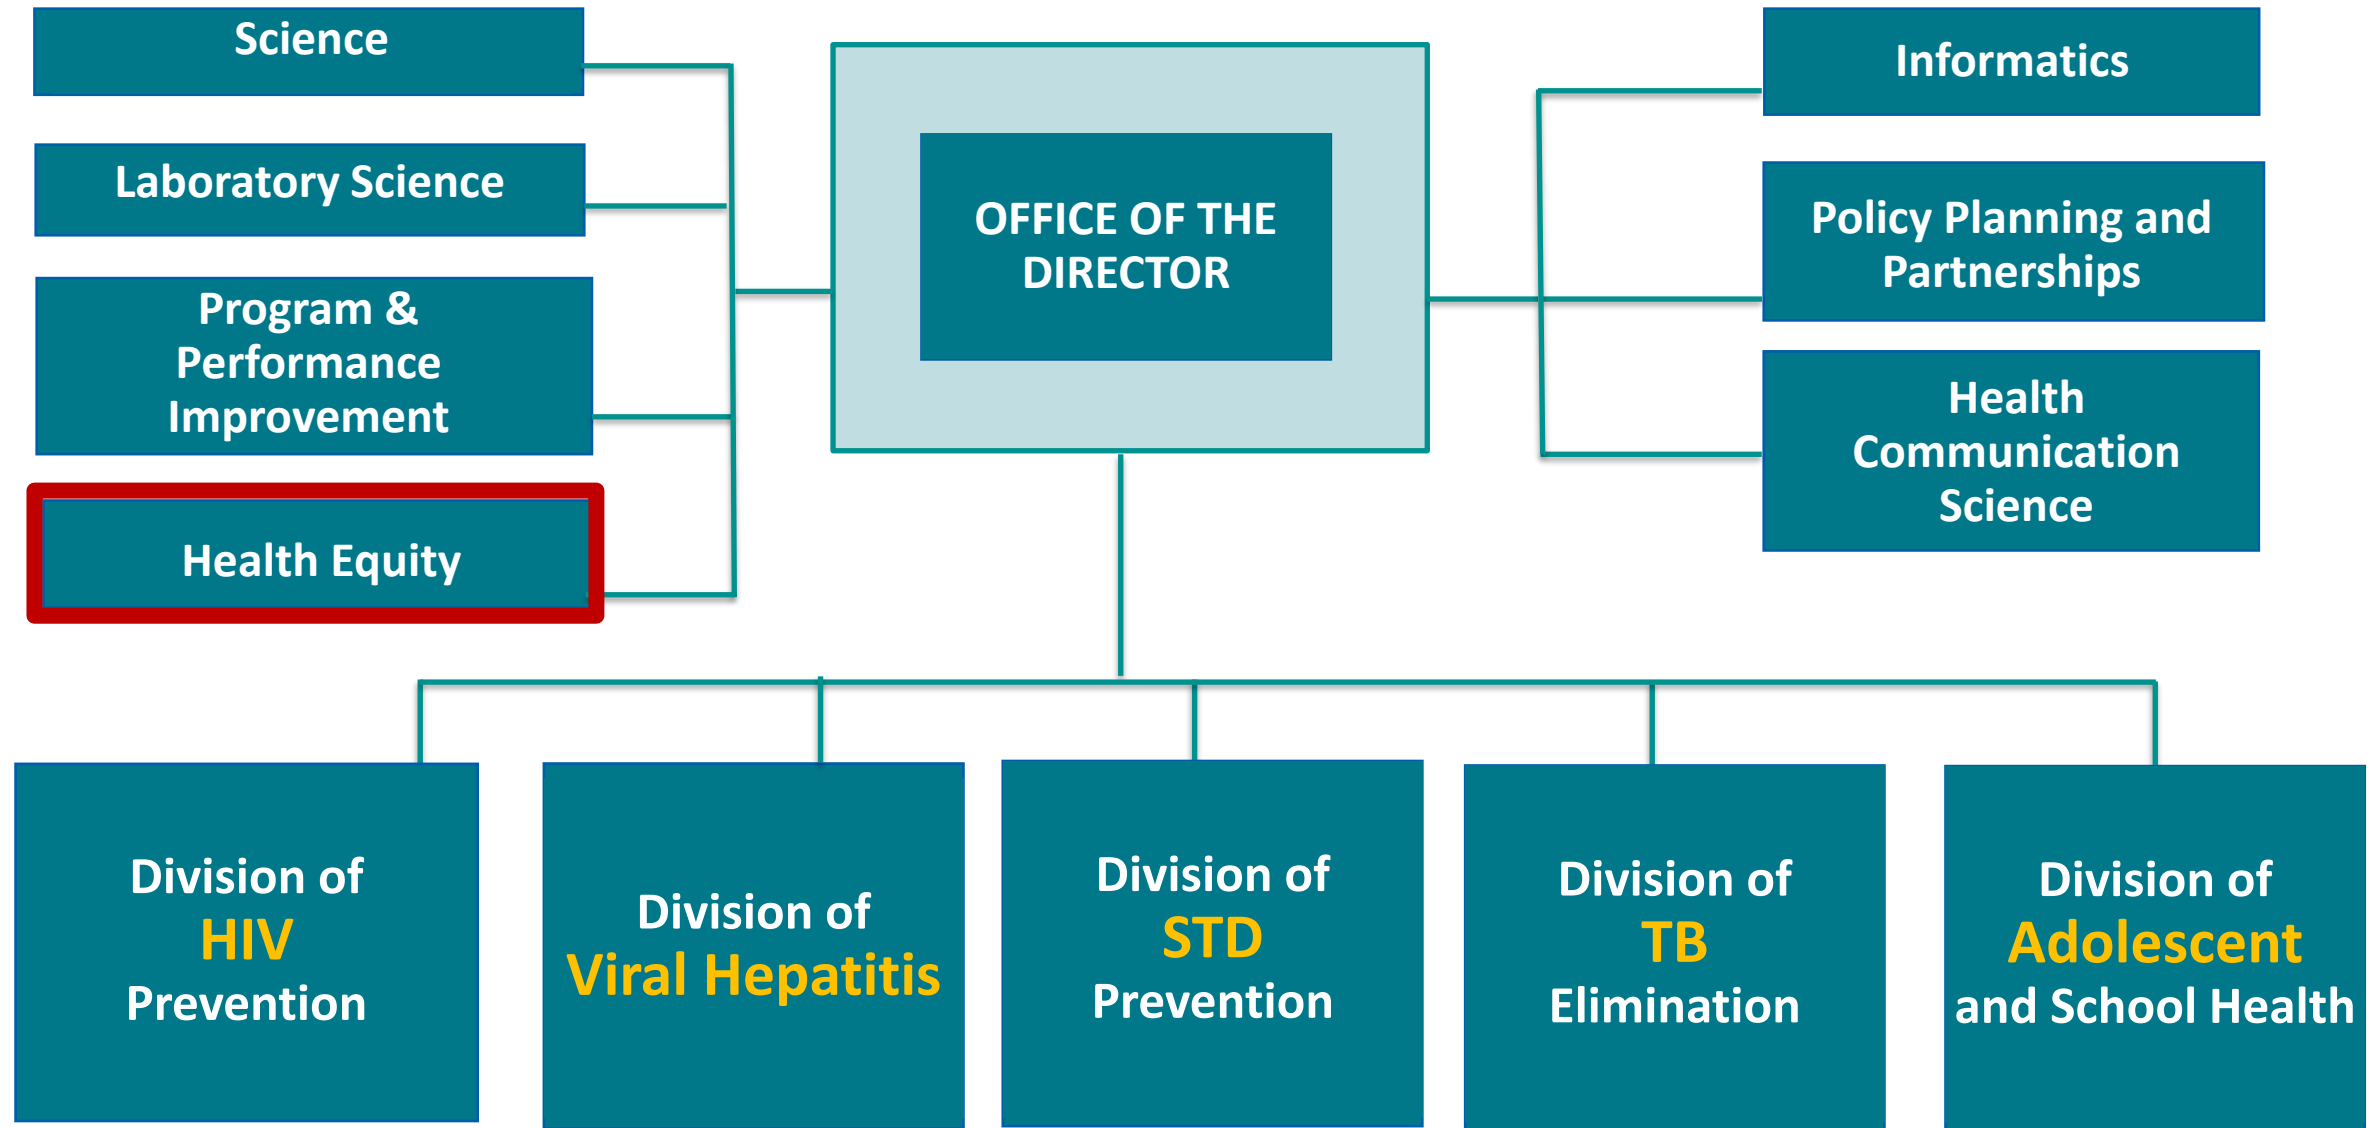 Science
Laboratory Science
Program &
Performance
Improvement
Health Equity
OFFICE OF THE
DIRECTOR
Informatics
Policy Planning and
Partnerships
Health
Communication
Science
Division of
HIV
Prevention
Division of
Viral Hepatitis
Division of
STD
Prevention
Division of
TB
Elimination
Division of
Adolescent
and School Health